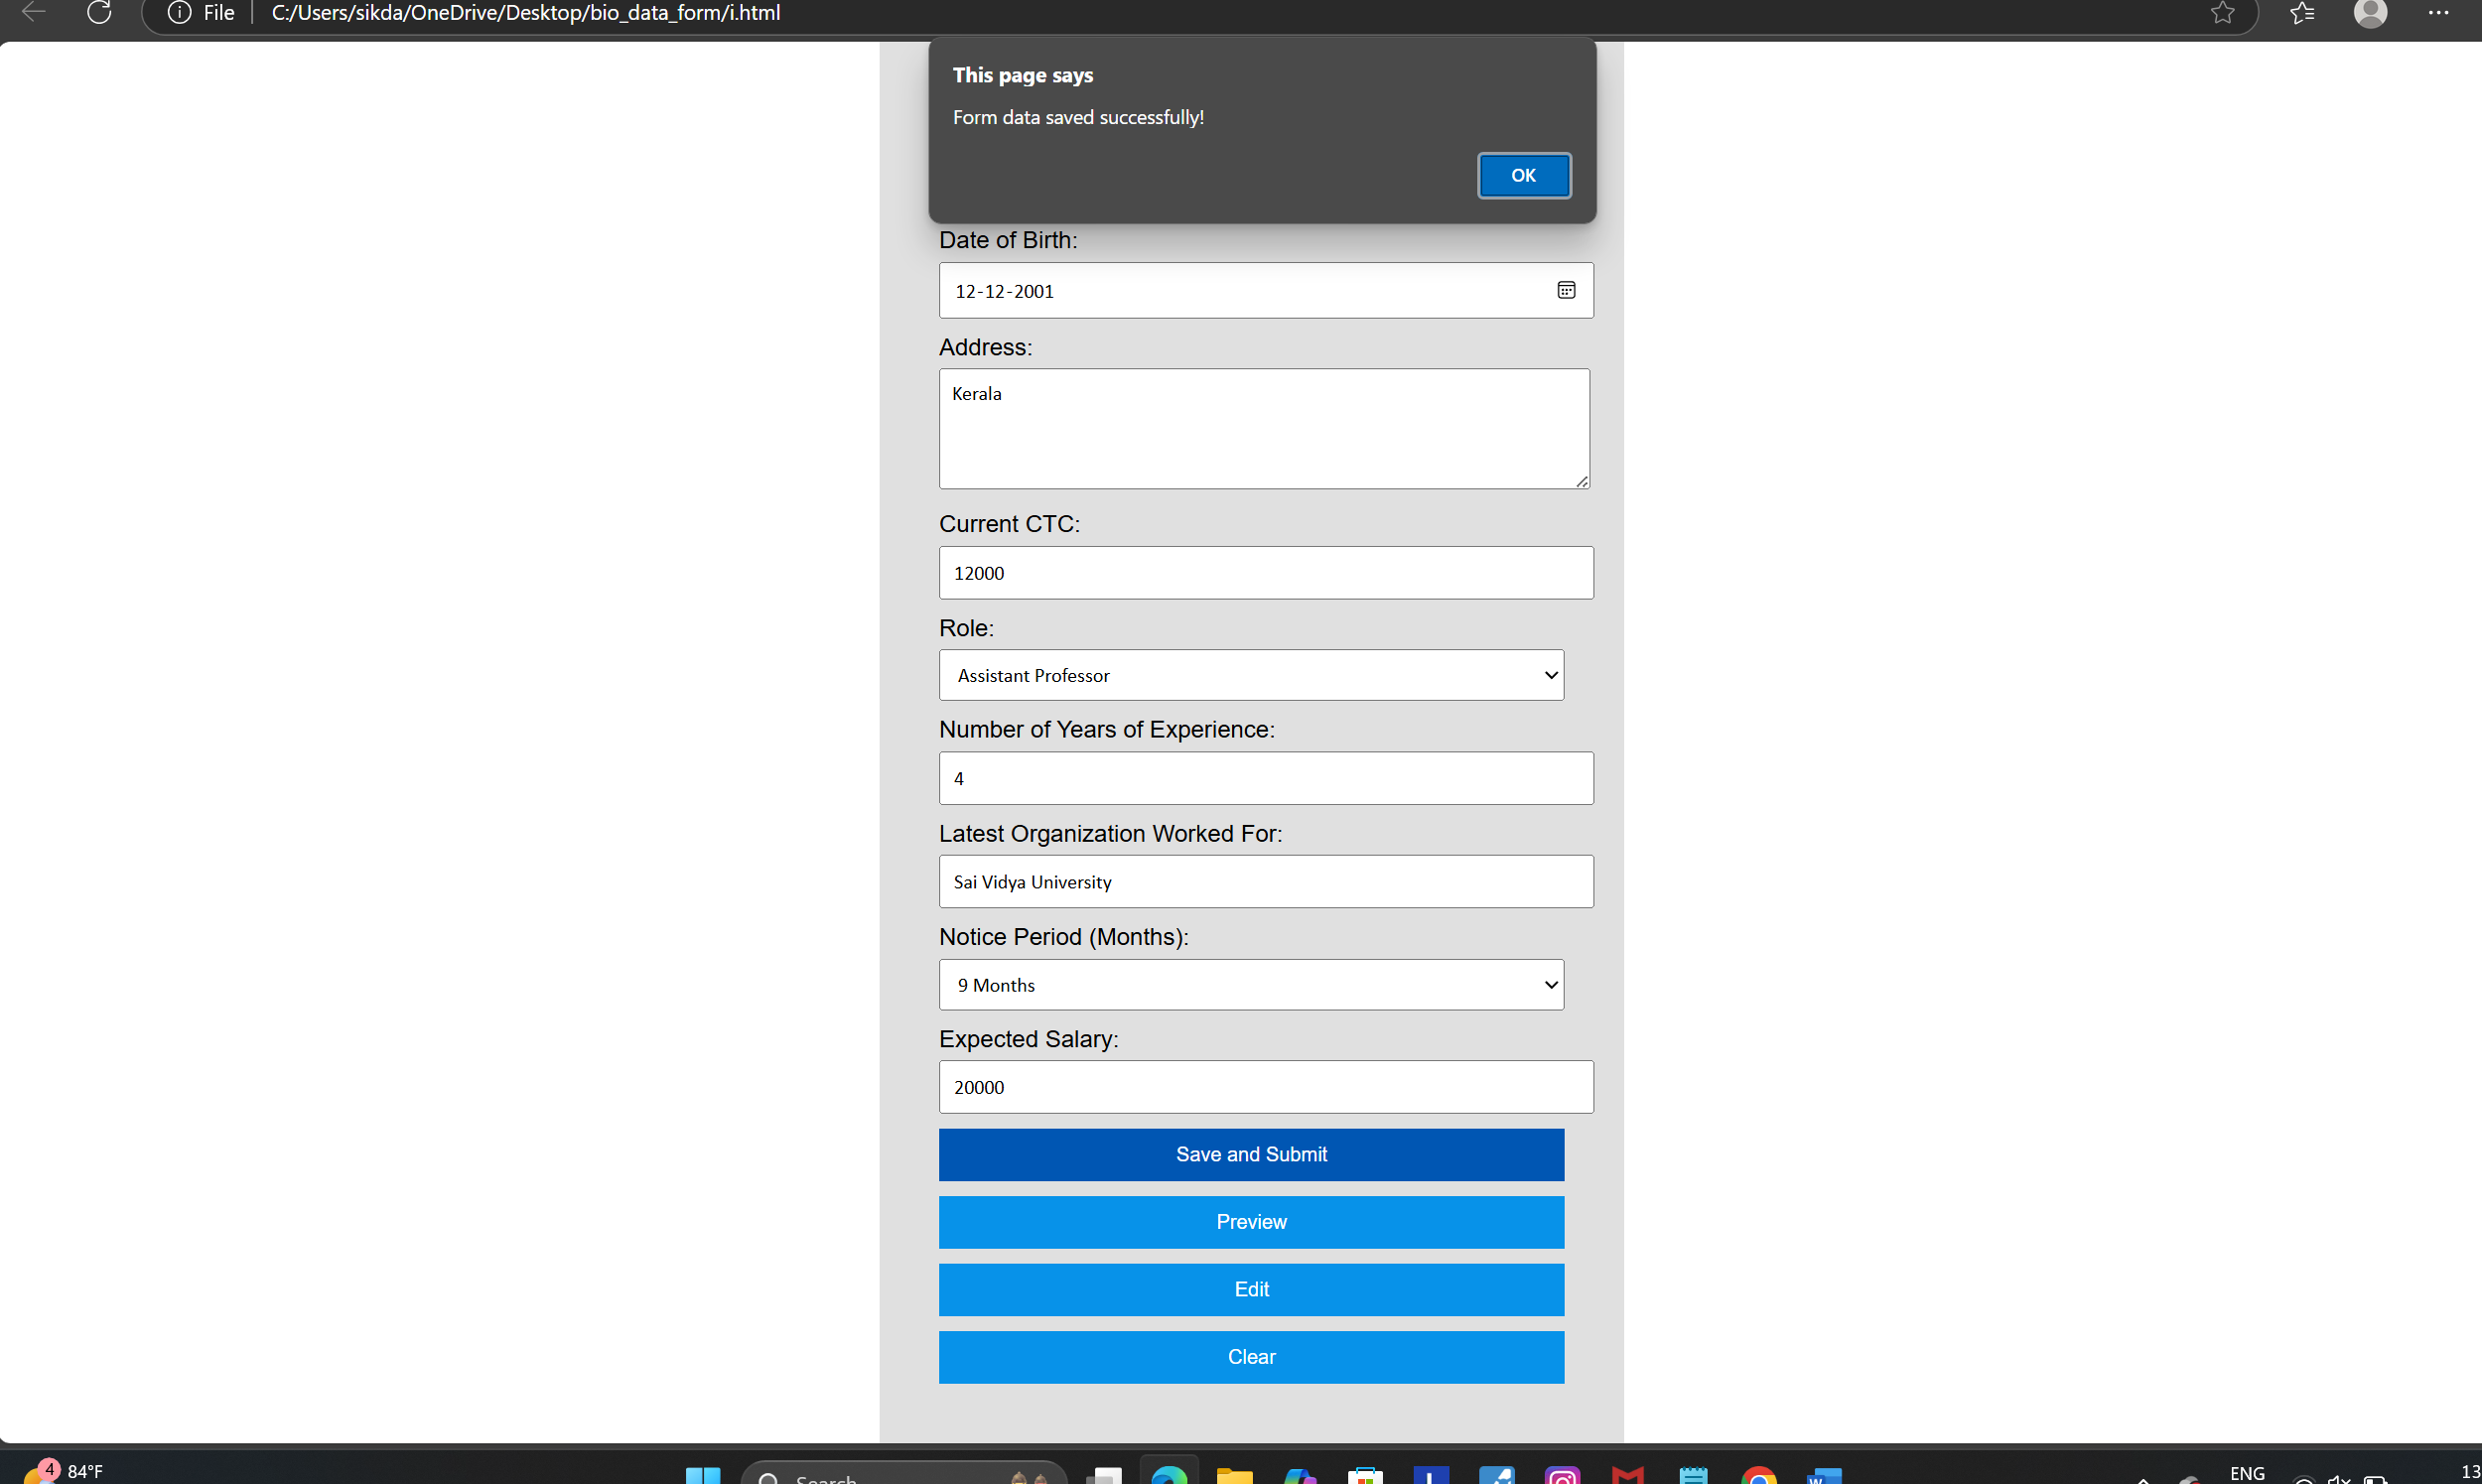 File
C:/Users/sikda/OneDrive/Desktop/bio_data_form/i.html
This page says
Form data saved successfully!
OK
Date of Birth:
12-12-2001
Address:
Kerala
Current CTC:
12000
Role:
Assistant Professor
Number of Years of Experience:
4
Latest Organization Worked For:
Sai Vidya University
Notice Period (Months):
9 Months
Expected Salary:
20000
Save and Submit
Preview
Edit
Clear
4
84°F
Search
ENG
13